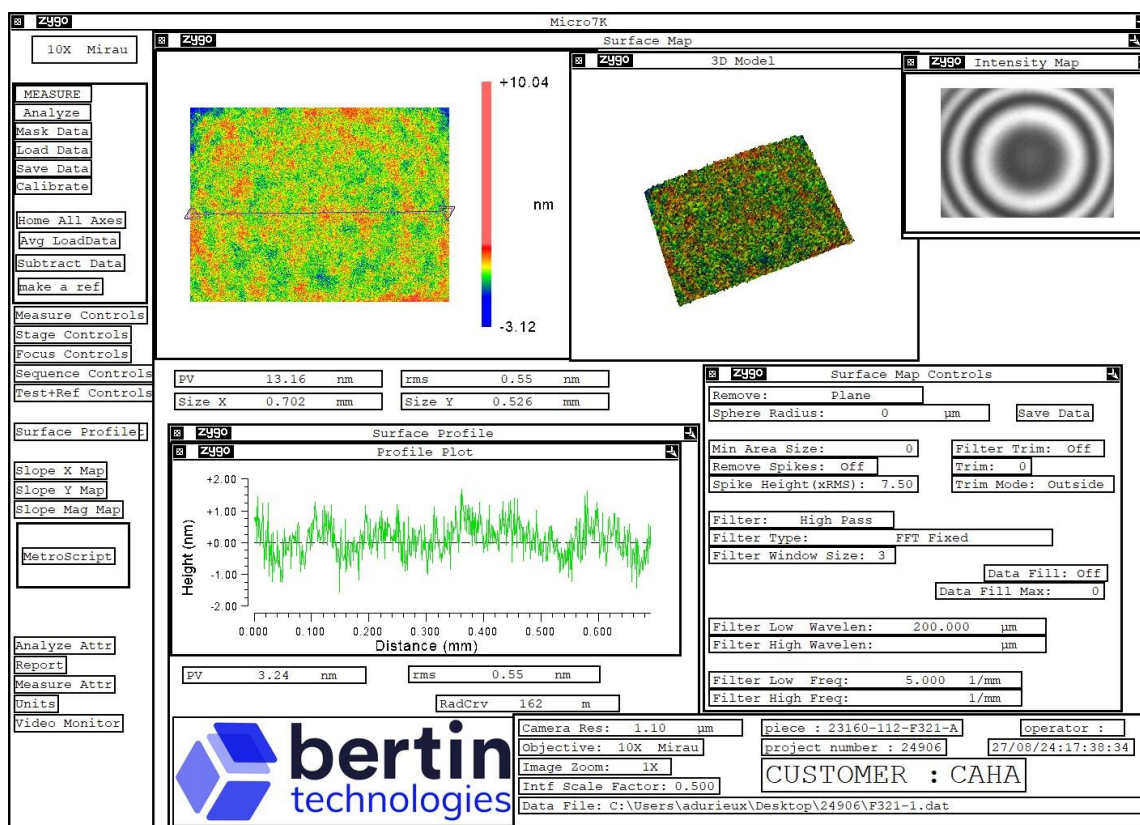 zygo Micro7K
10X Mirau
MEASURE
Analyze
Mask Data
Load Data
Save Data
Calibrate
Home All Axes
Avg LoadData
Subtract Data
make a ref
Measure Controls
Stage Controls
Focus Controls
Sequence Controls
Test+Ref Controls
Surface Profile
Slope X Map
Slope Y Map
Slope Mag Map
MetroScript
Analyze Attr
Report
Measure Attr
Units
Video Monitor
zygo Surface Map
+10.04
nm
-3.12
zygo 3D Model
zygo Intensity Map
PV 13.16 nm
rms 0.55 nm
Size X 0.702 mm
Size Y 0.526 mm
zygo Surface Profile
zygo Profile Plot
Height (nm)
+2.00
+1.00
+0.00
-1.00
-2.00
0.000 0.100 0.200 0.300 0.400 0.500 0.600
Distance (mm)
PV 3.24 nm
rms 0.55 nm
RadCrv 162 m
zygo Surface Map Controls
Remove: Plane
Sphere Radius: 0 µm
Save Data
Min Area Size: 0
Filter Trim: Off
Remove Spikes: Off
Trim: 0
Spike Height(xRMS): 7.50
Trim Mode: Outside
Filter: High Pass
Filter Type: FFT Fixed
Filter Window Size: 3
Data Fill: Off
Data Fill Max: 0
Filter Low Wavelen: 200.000 µm
Filter High Wavelen: µm
Filter Low Freq: 5.000 1/mm
Filter High Freq: 1/mm
bertin
technologies
Camera Res: 1.10 µm
Objective: 10X Mirau
Image Zoom: 1X
Intf Scale Factor: 0.500
piece : 23160-112-F321-A
operator :
project number : 24906
27/08/24:17:38:34
CUSTOMER : CAHA
Data File: C:\Users\adurieux\Desktop\24906\F321-1.dat